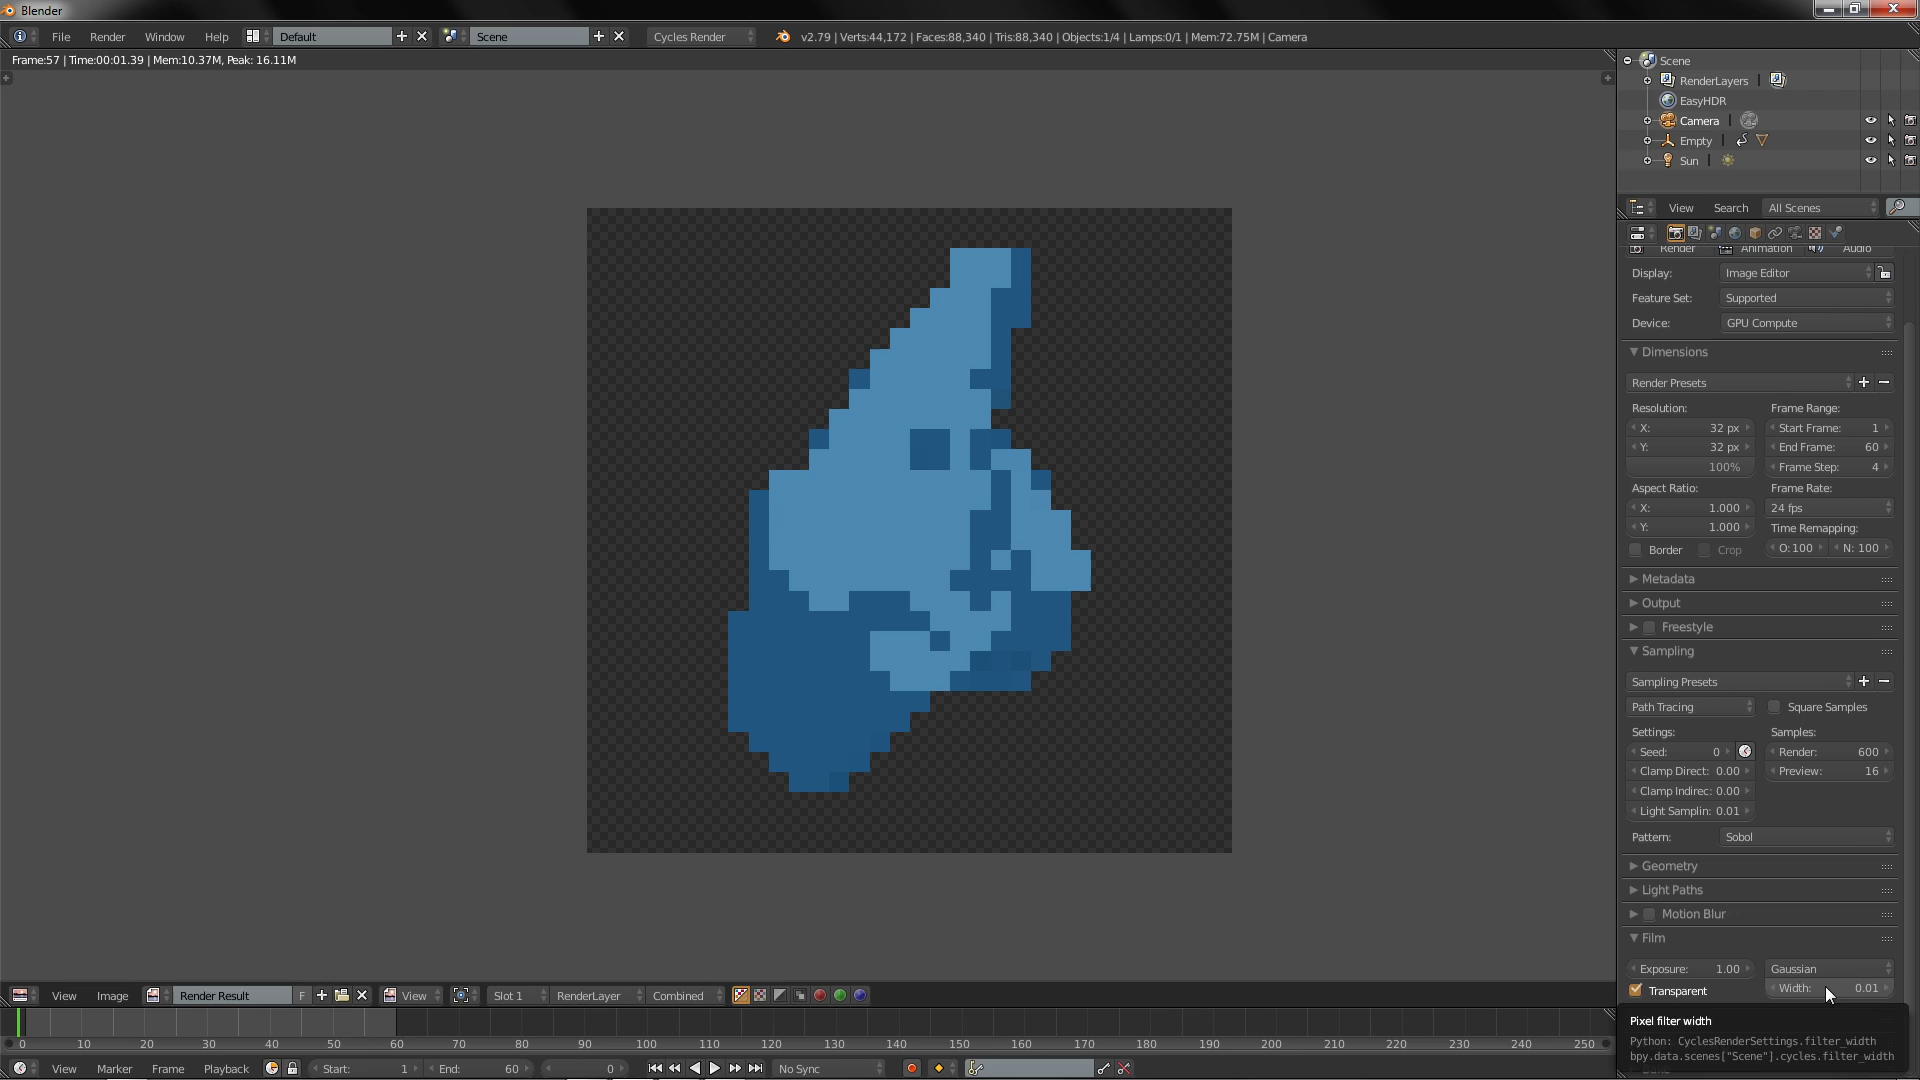 Blender
File Render Window Help Default Scene Cycles Render v2.79 | Verts:44,172 | Faces:88,340 | Tris:88,340 | Objects:1/4 | Lamps:0/1 | Mem:72.75M | Camera
Frame:57 | Time:00:01.39 | Mem:10.37M, Peak: 16.11M
Scene
RenderLayers
EasyHDR
Camera
Empty
Sun
View Search All Scenes
Render Animation Audio
Display: Image Editor
Feature Set: Supported
Device: GPU Compute
Dimensions
Render Presets
Resolution: Frame Range:
X: 32 px Start Frame: 1
Y: 32 px End Frame: 60
100% Frame Step: 4
Aspect Ratio: Frame Rate:
X: 1.000 24 fps
Y: 1.000 Time Remapping:
Border Crop O:100 N: 100
Metadata
Output
Freestyle
Sampling
Sampling Presets
Path Tracing Square Samples
Settings: Samples:
Seed: 0 Render: 600
Clamp Direct: 0.00 Preview: 16
Clamp Indirec: 0.00
Light Samplin: 0.01
Pattern: Sobol
Geometry
Light Paths
Motion Blur
Film
Exposure: 1.00 Gaussian
Transparent Width: 0.01
Pixel filter width
Python: CyclesRenderSettings.filter_width
bpy.data.scenes["Scene"].cycles.filter_width
View Image Render Result F View Slot 1 RenderLayer Combined
0 10 20 30 40 50 60 70 80 90 100 110 120 130 140 150 160 170 180 190 200 210 220 230 240 250
View Marker Frame Playback Start: 1 End: 60 0 No Sync